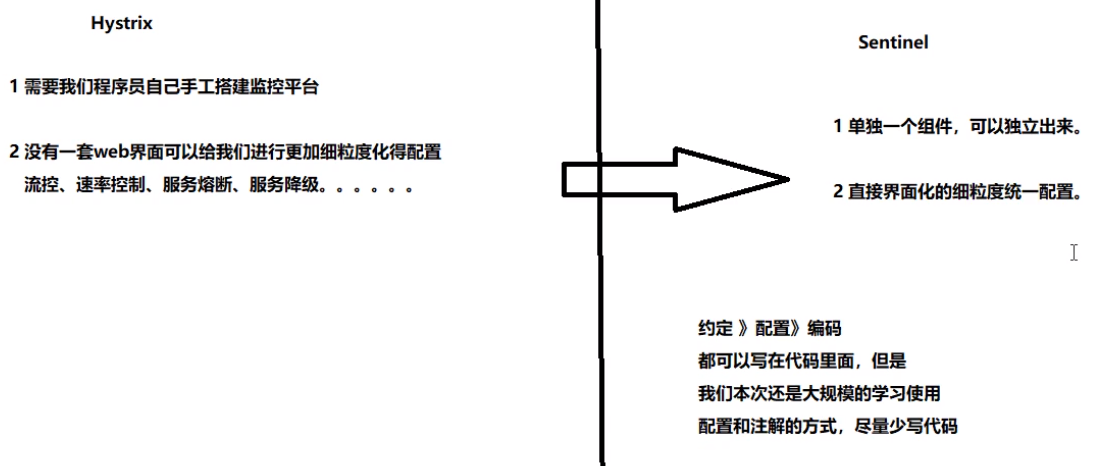 Hystrix
1 需要我们程序员自己手工搭建监控平台
2 没有一套web界面可以给我们进行更加细粒度化得配置
流控、速率控制、服务熔断、服务降级。。。。。。
Sentinel
1 单独一个组件，可以独立出来。
2 直接界面化的细粒度统一配置。
约定 》配置》编码
都可以写在代码里面，但是
我们本次还是大规模的学习使用
配置和注解的方式，尽量少写代码